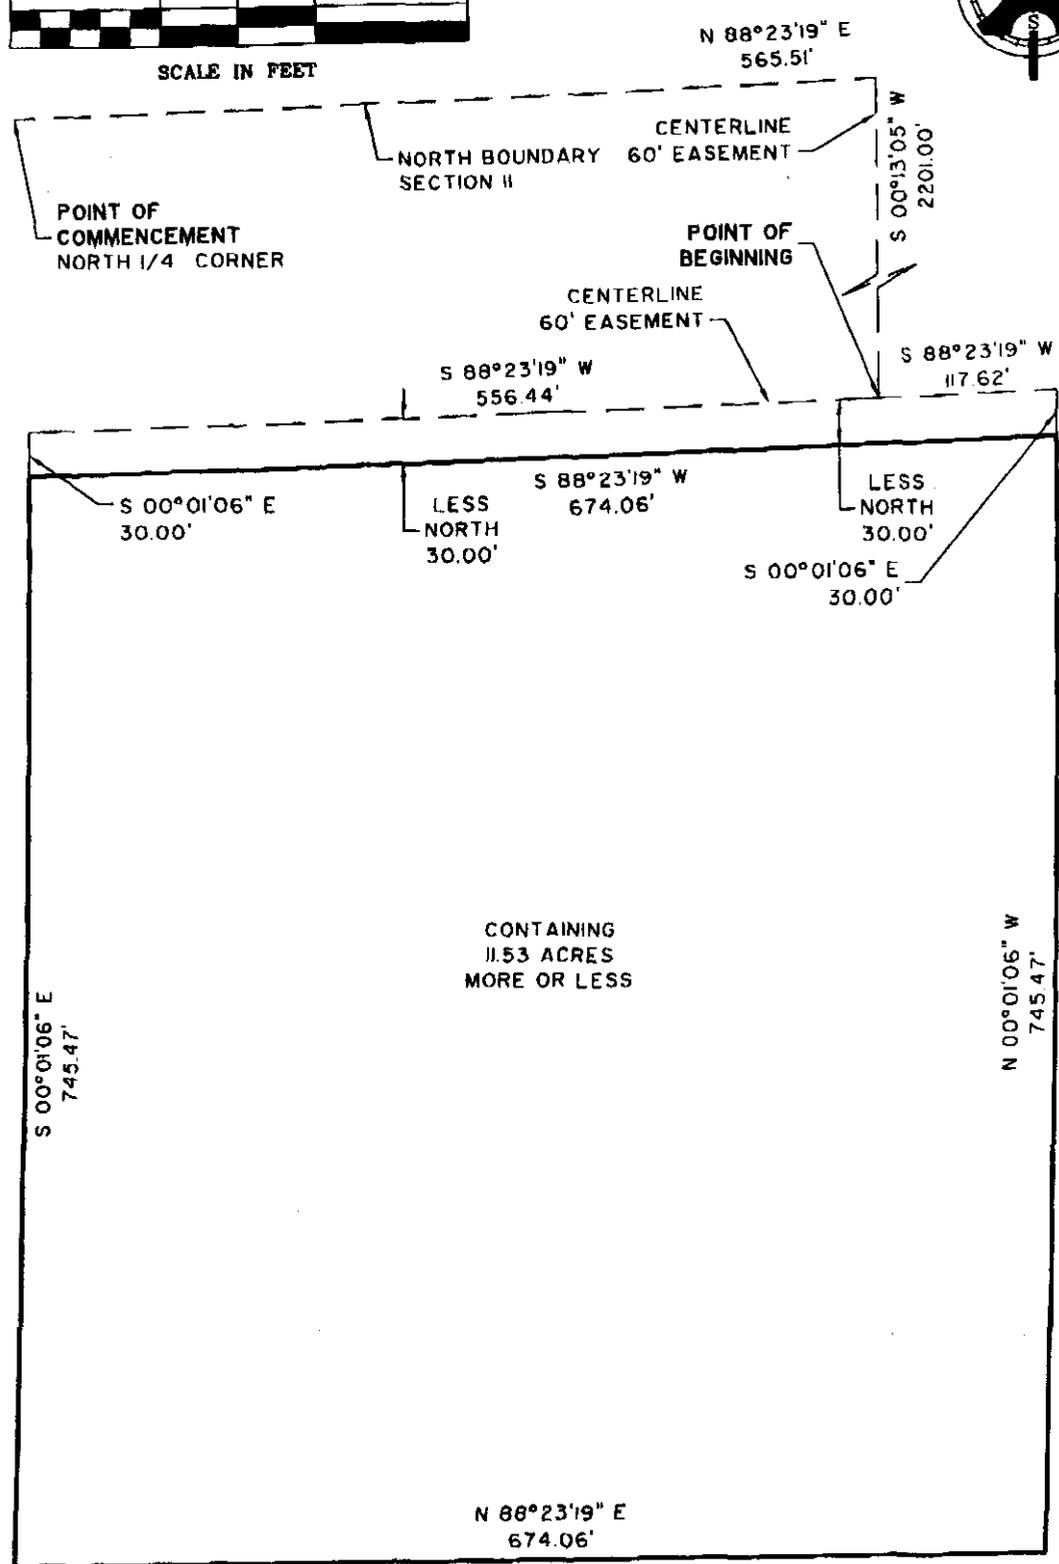 SCALE IN FEET
S
N 88°23'19" E
565.51'
NORTH BOUNDARY
SECTION 11
CENTERLINE
60' EASEMENT
S 00°13'05" W
2201.00'
POINT OF
COMMENCEMENT
NORTH 1/4 CORNER
POINT OF
BEGINNING
CENTERLINE
60' EASEMENT
S 88°23'19" W
556.44'
S 88°23'19" W
117.62'
S 00°01'06" E
30.00'
LESS
NORTH
30.00'
S 88°23'19" W
674.06'
LESS
NORTH
30.00'
S 00°01'06" E
30.00'
CONTAINING
11.53 ACRES
MORE OR LESS
S 00°01'06" E
745.47'
N 00°01'06" W
745.47'
N 88°23'19" E
674.06'